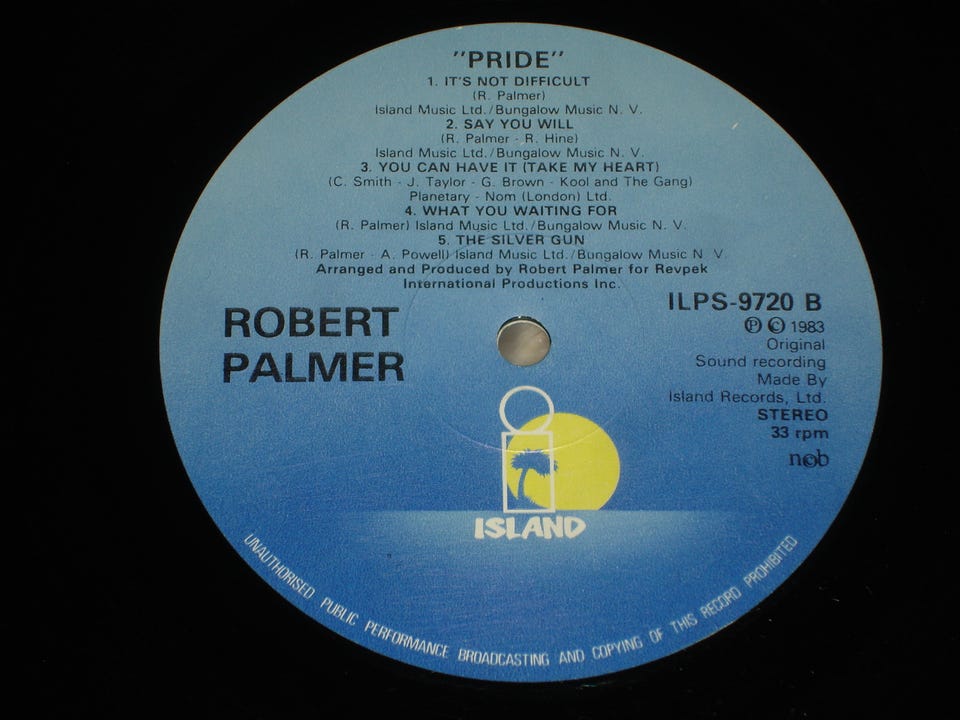 "PRIDE"
1. IT'S NOT DIFFICULT
(R. Palmer)
Island Music Ltd./Bungalow Music N. V.
2. SAY YOU WILL
(R. Palmer - R. Hine)
Island Music Ltd./Bungalow Music N. V.
3. YOU CAN HAVE IT (TAKE MY HEART)
(C. Smith - J. Taylor - G. Brown - Kool and The Gang)
Planetary - Nom (London) Ltd.
4. WHAT YOU WAITING FOR
(R. Palmer) Island Music Ltd./Bungalow Music N. V.
5. THE SILVER GUN
(R. Palmer - A. Powell) Island Music Ltd./Bungalow Music N V.
Arranged and Produced by Robert Palmer for Revpek
International Productions Inc.
ROBERT
PALMER
ILPS-9720 B
℗ © 1983
Original
Sound recording
Made By
Island Records, Ltd.
STEREO
33 rpm
ncb
ISLAND
UNAUTHORISED PUBLIC PERFORMANCE BROADCASTING AND COPYING OF THIS RECORD PROHIBITED